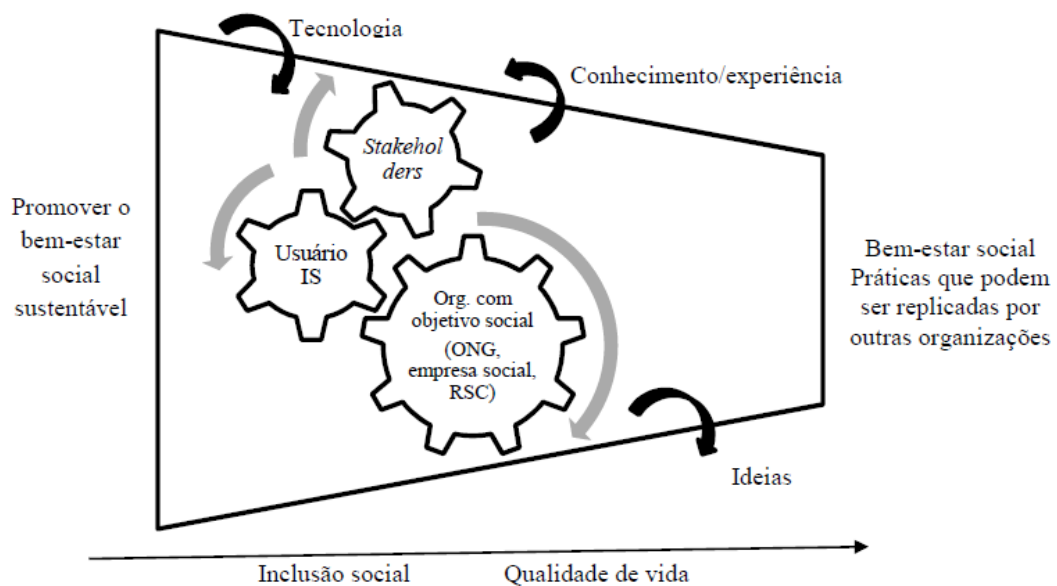 Tecnologia
Conhecimento/experiência
Stakehol
ders
Promover o
bem-estar
social
sustentável
Usuário
IS
Org. com
objetivo social
(ONG,
empresa social,
RSC)
Bem-estar social
Práticas que podem
ser replicadas por
outras organizações
Ideias
Inclusão social
Qualidade de vida